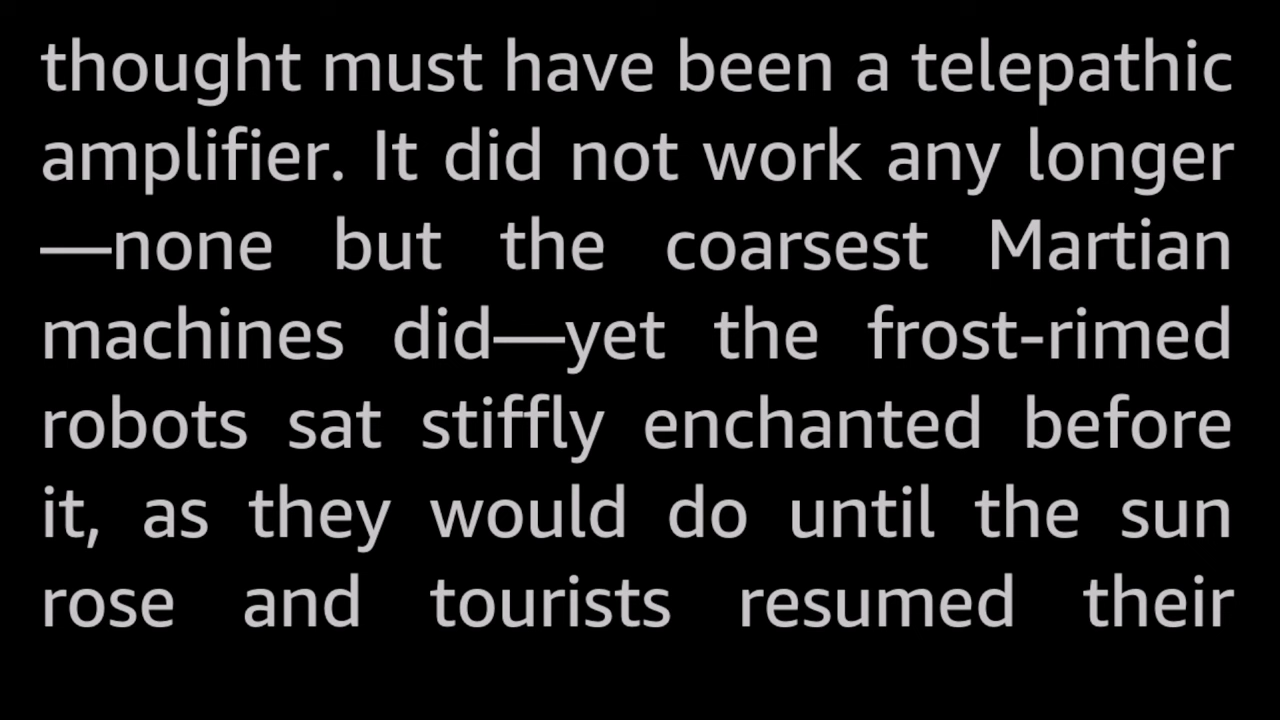 thought must have been a telepathic
amplifier. It did not work any longer
—none but the coarsest Martian
machines did—yet the frost-rimed
robots sat stiffly enchanted before
it, as they would do until the sun
rose and tourists resumed their